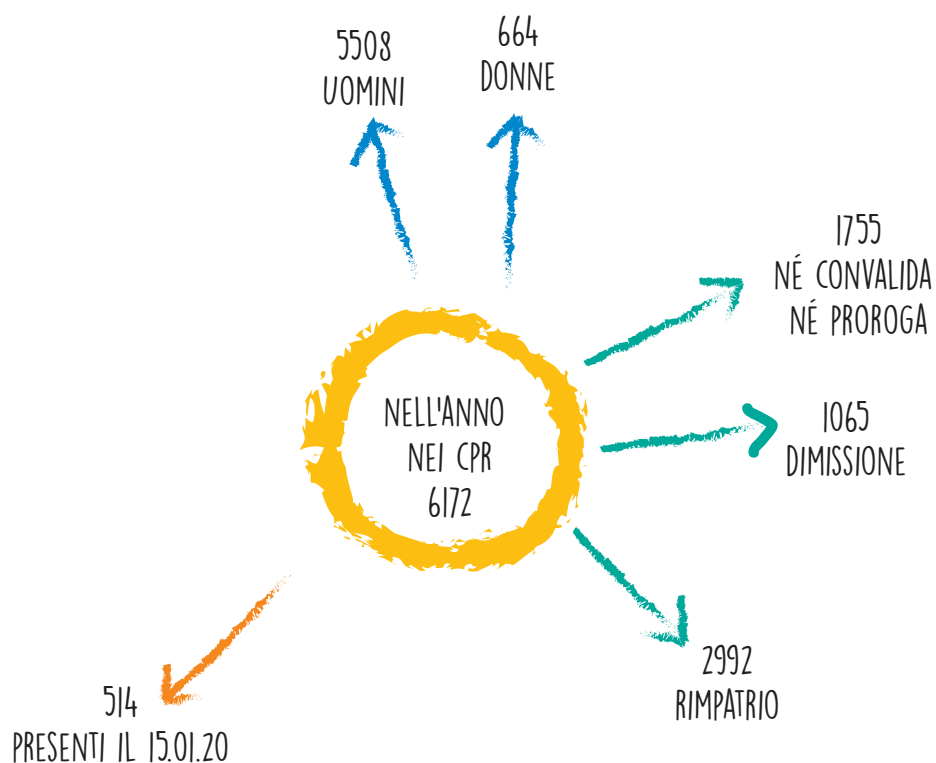 5508
UOMINI
664
DONNE
1755
NÉ CONVALIDA
NÉ PROROGA
NELL'ANNO
NEI CPR
6172
1065
DIMISSIONE
2992
RIMPATRIO
514
PRESENTI IL 15.01.20